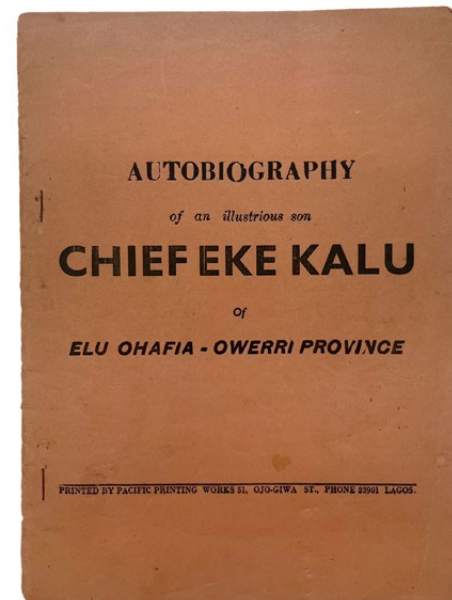 AUTOBIOGRAPHY
of an illustrious son
CHIEF EKE KALU
Of
ELU OHAFIA - OWERRI PROVINCE
PRINTED BY PACIFIC PRINTING WORKS 51, OJO-GIWA ST., PHONE 23901 LAGOS.